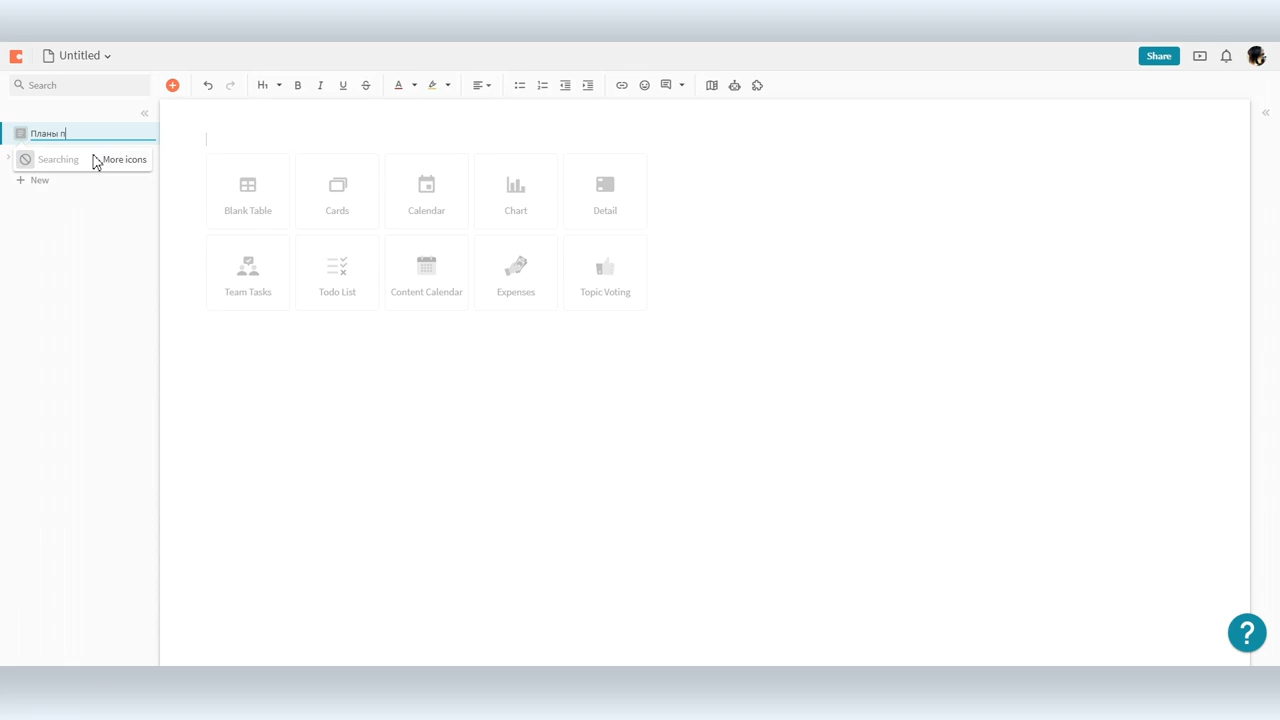 Untitled
Share
Search
H1
B
I
U
S
A
Планы п
Searching
More icons
New
Blank Table
Cards
Calendar
Chart
Detail
Team Tasks
Todo List
Content Calendar
Expenses
Topic Voting
?